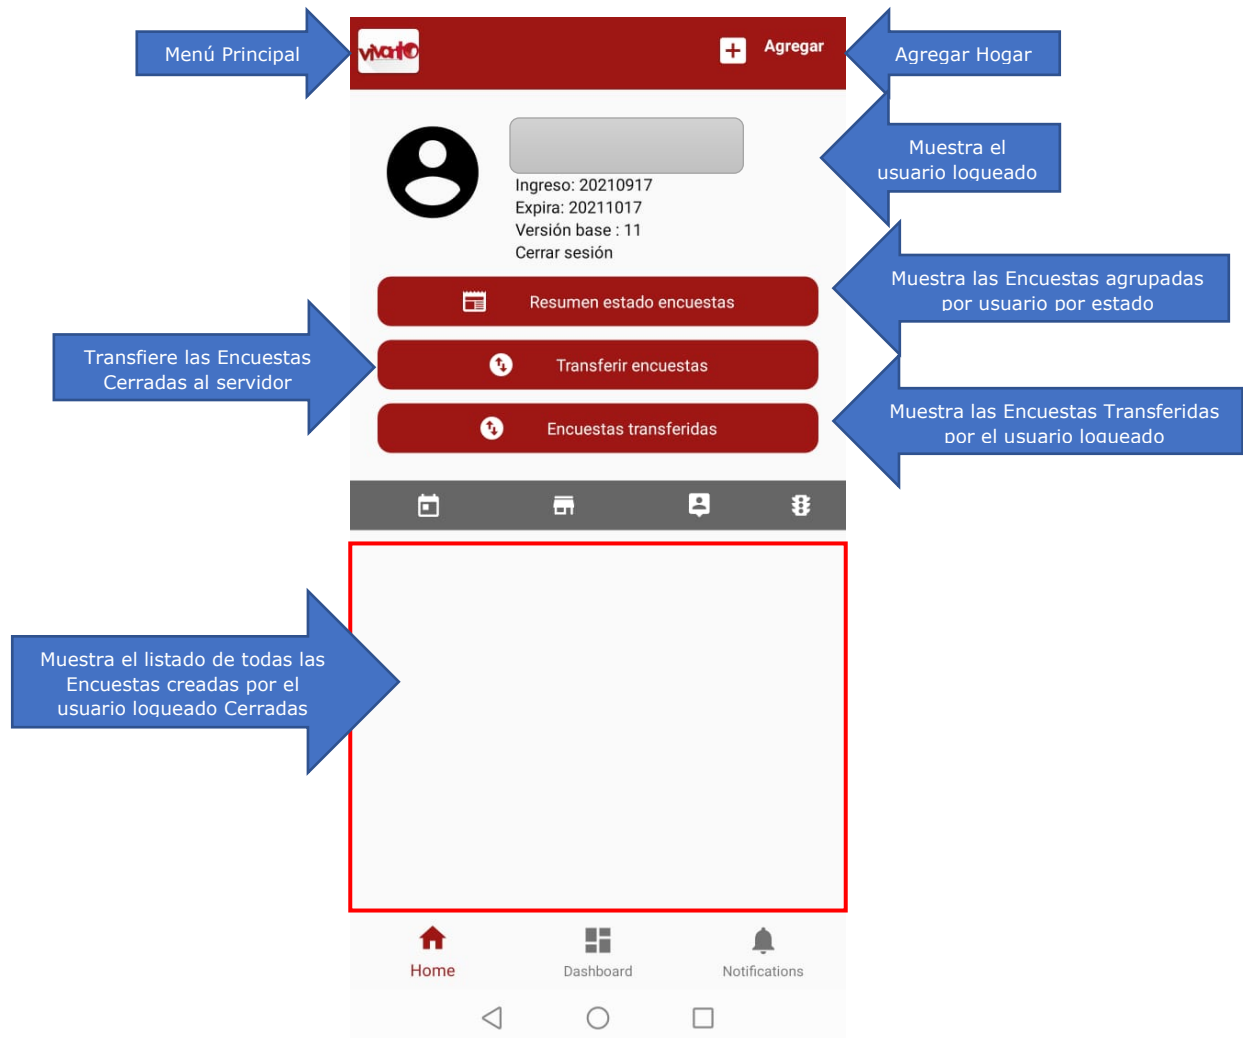 Menú Principal
vivanto
Agregar
Agregar Hogar
Muestra el
usuario logueado
Ingreso: 20210917
Expira: 20211017
Versión base : 11
Cerrar sesión
Muestra las Encuestas agrupadas
por usuario por estado
Resumen estado encuestas
Transfiere las Encuestas
Cerradas al servidor
Transferir encuestas
Muestra las Encuestas Transferidas
por el usuario logueado
Encuestas transferidas
Muestra el listado de todas las
Encuestas creadas por el
usuario logueado Cerradas
Home
Dashboard
Notifications